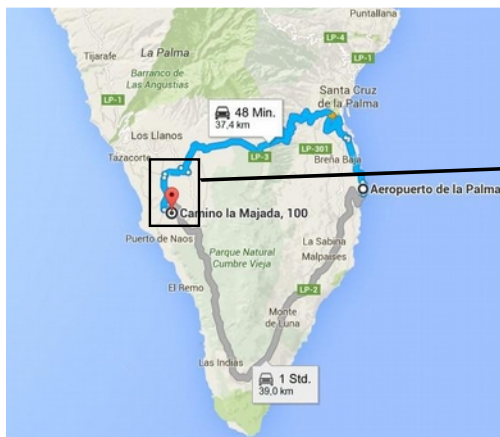 Puntallana
LP-4
Tijarafe
La Palma
Barranco de
Las Angustias
LP-1
LP-1
Santa Cruz
de la Palma
48 Min.
37,4 km
Los Llanos
LP-301
LP-3
Tazacorte
Breña Baja
Aeropuerto de la Palma
Camino la Majada, 100
Puerto de Naos
La Sabina
Malpaíses
Parque Natural
Cumbre Vieja
El Remo
LP-2
Monte
de Luna
Las Indias
1 Std.
39,0 km